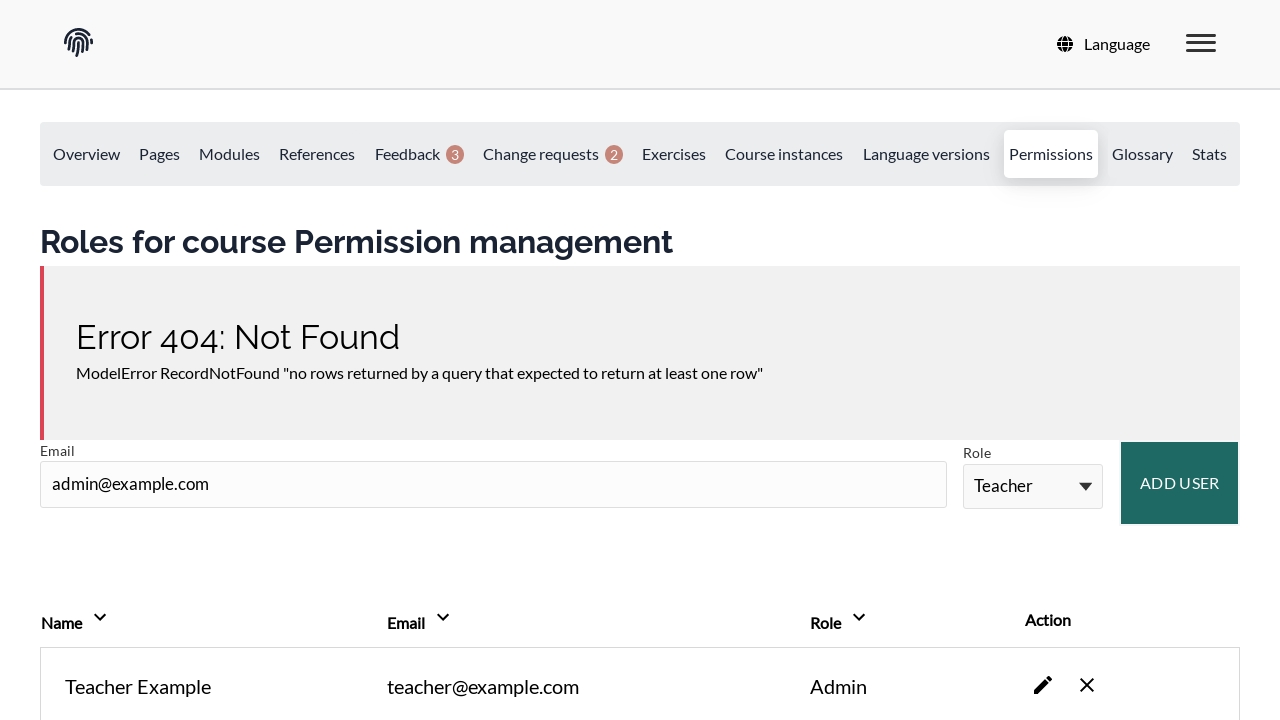 Language
Overview Pages Modules References Feedback 3 Change requests 2 Exercises Course instances Language versions Permissions Glossary Stats
Roles for course Permission management
Error 404: Not Found
ModelError RecordNotFound "no rows returned by a query that expected to return at least one row"
Email
admin@example.com
Role
Teacher
ADD USER
Name Email Role Action
Teacher Example teacher@example.com Admin